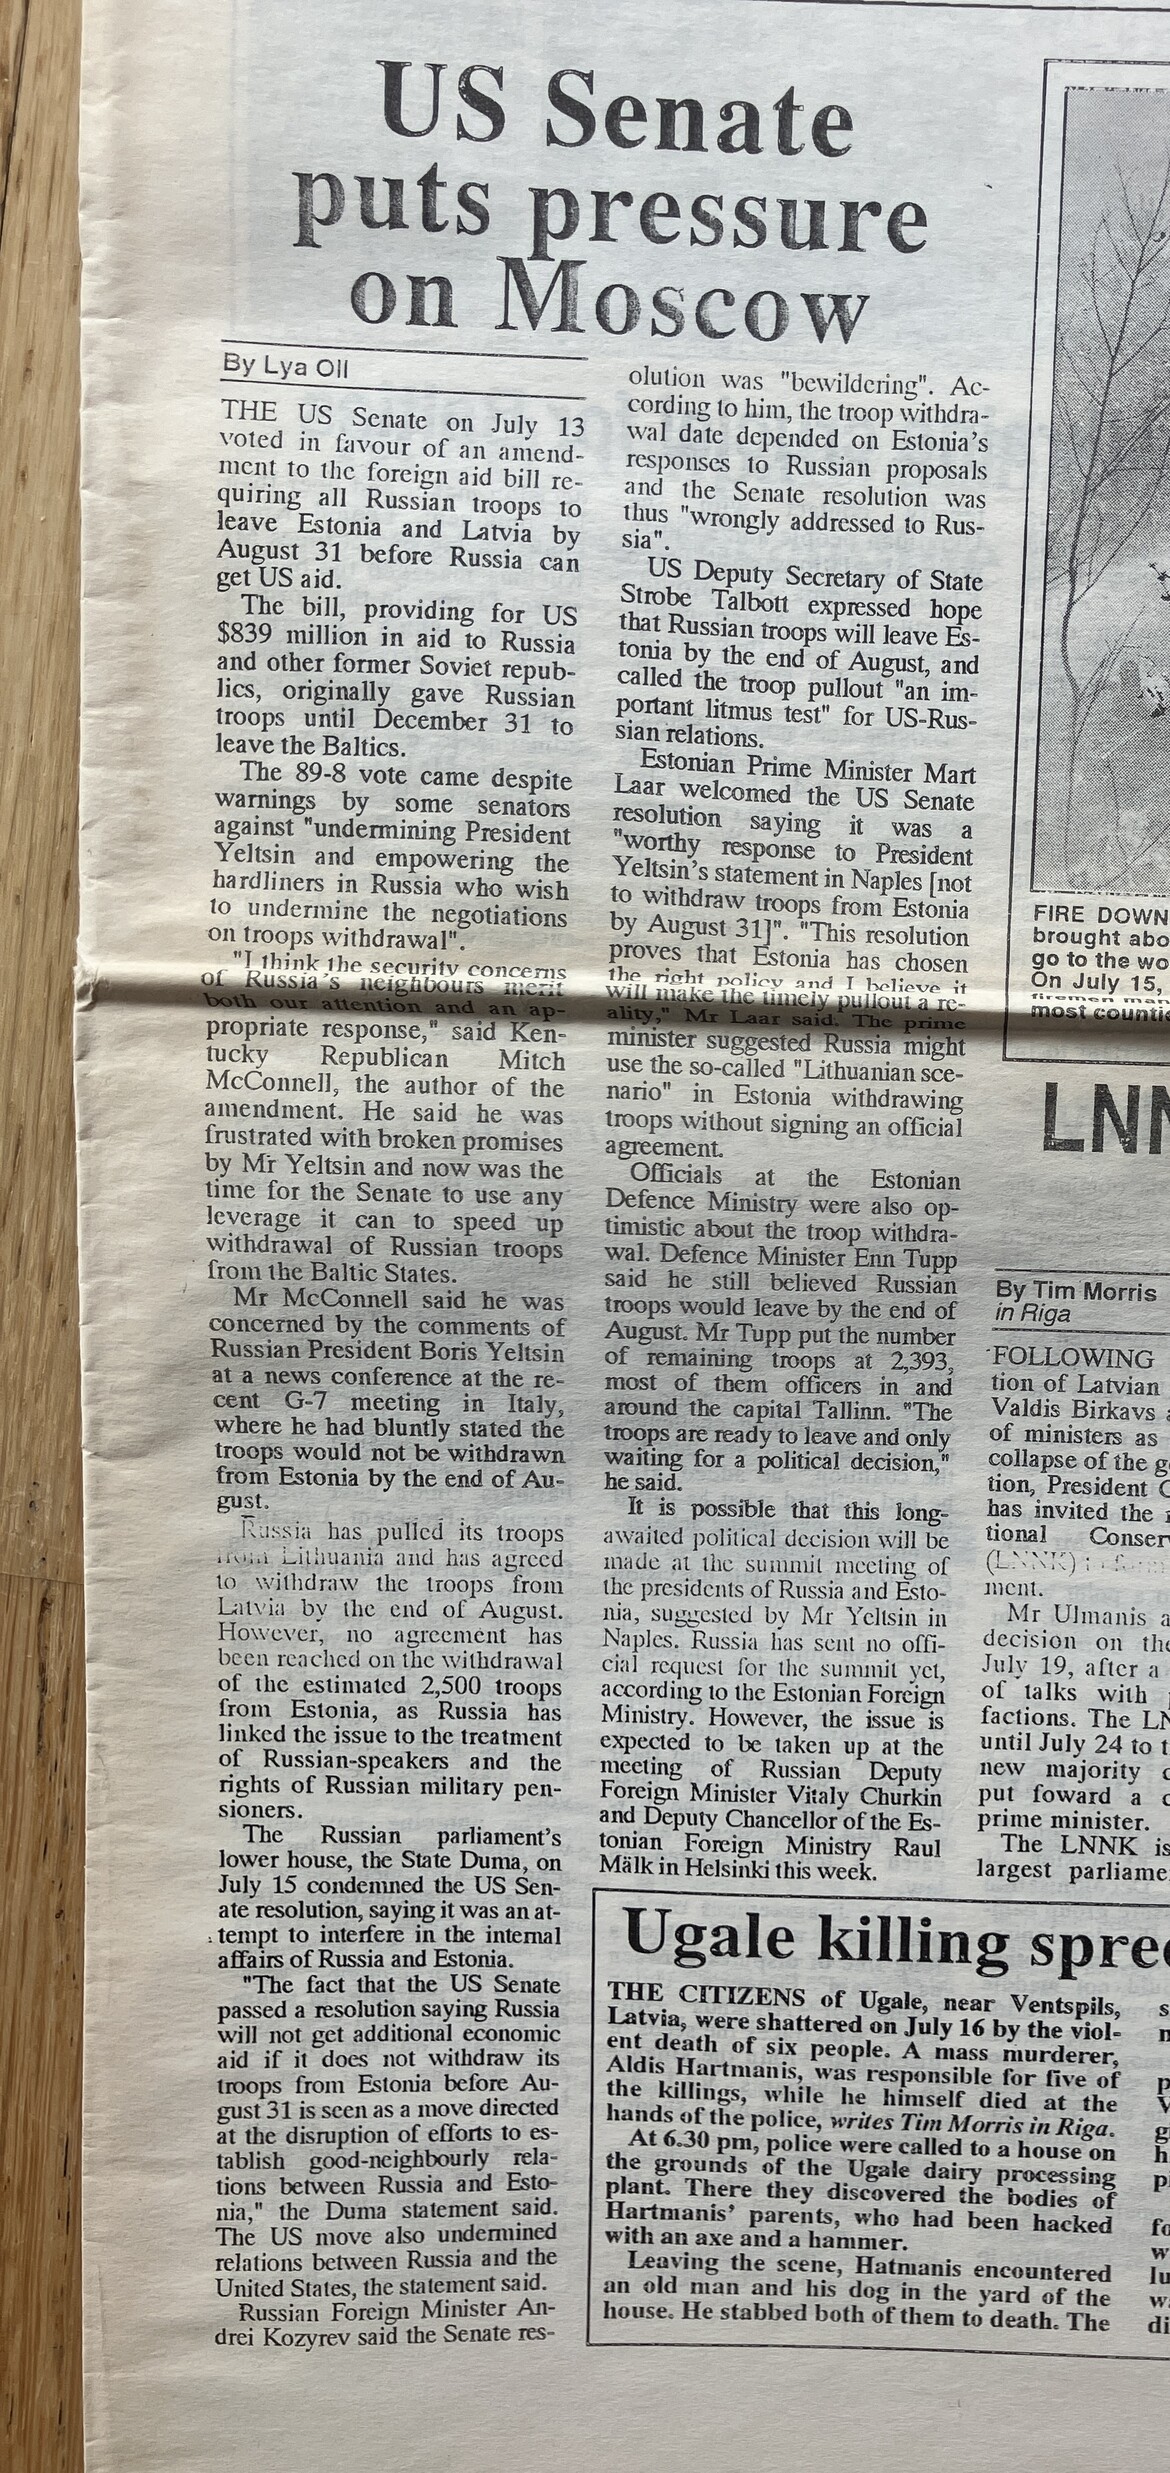 US Senate
puts pressure
on Moscow
By Lya Oll
THE US Senate on July 13
voted in favour of an amend-
ment to the foreign aid bill re-
quiring all Russian troops to
leave Estonia and Latvia by
August 31 before Russia can
get US aid.
The bill, providing for US
$839 million in aid to Russia
and other former Soviet repub-
lics, originally gave Russian
troops until December 31 to
leave the Baltics.
The 89-8 vote came despite
warnings by some senators
against "undermining President
Yeltsin and empowering the
hardliners in Russia who wish
to undermine the negotiations
on troops withdrawal".
"I think the security concerns
of Russia's neighbours merit
both our attention and an ap-
propriate response," said Ken-
tucky Republican Mitch
McConnell, the author of the
amendment. He said he was
frustrated with broken promises
by Mr Yeltsin and now was the
time for the Senate to use any
leverage it can to speed up
withdrawal of Russian troops
from the Baltic States.
Mr McConnell said he was
concerned by the comments of
Russian President Boris Yeltsin
at a news conference at the re-
cent G-7 meeting in Italy,
where he had bluntly stated the
troops would not be withdrawn
from Estonia by the end of Au-
gust.
Russia has pulled its troops
from Lithuania and has agreed
to withdraw the troops from
Latvia by the end of August.
However, no agreement has
been reached on the withdrawal
of the estimated 2,500 troops
from Estonia, as Russia has
linked the issue to the treatment
of Russian-speakers and the
rights of Russian military pen-
sioners.
The Russian parliament's
lower house, the State Duma, on
July 15 condemned the US Sen-
ate resolution, saying it was an at-
tempt to interfere in the internal
affairs of Russia and Estonia.
"The fact that the US Senate
passed a resolution saying Russia
will not get additional economic
aid if it does not withdraw its
troops from Estonia before Au-
gust 31 is seen as a move directed
at the disruption of efforts to es-
tablish good-neighbourly rela-
tions between Russia and Esto-
nia," the Duma statement said.
The US move also undermined
relations between Russia and the
United States, the statement said.
Russian Foreign Minister An-
drei Kozyrev said the Senate res-
olution was "bewildering". Ac-
cording to him, the troop withdra-
wal date depended on Estonia's
responses to Russian proposals
and the Senate resolution was
thus "wrongly addressed to Rus-
sia".
US Deputy Secretary of State
Strobe Talbott expressed hope
that Russian troops will leave Es-
tonia by the end of August, and
called the troop pullout "an im-
portant litmus test" for US-Rus-
sian relations.
Estonian Prime Minister Mart
Laar welcomed the US Senate
resolution saying it was a
"worthy response to President
Yeltsin's statement in Naples [not
to withdraw troops from Estonia
by August 31]". "This resolution
proves that Estonia has chosen
the right policy and I believe it
will make the timely pullout a re-
ality," Mr Laar said. The prime
minister suggested Russia might
use the so-called "Lithuanian sce-
nario" in Estonia withdrawing
troops without signing an official
agreement.
Officials at the Estonian
Defence Ministry were also op-
timistic about the troop withdra-
wal. Defence Minister Enn Tupp
said he still believed Russian
troops would leave by the end of
August. Mr Tupp put the number
of remaining troops at 2,393,
most of them officers in and
around the capital Tallinn. "The
troops are ready to leave and only
waiting for a political decision,"
he said.
It is possible that this long-
awaited political decision will be
made at the summit meeting of
the presidents of Russia and Esto-
nia, suggested by Mr Yeltsin in
Naples. Russia has sent no offi-
cial request for the summit yet,
according to the Estonian Foreign
Ministry. However, the issue is
expected to be taken up at the
meeting of Russian Deputy
Foreign Minister Vitaly Churkin
and Deputy Chancellor of the Es-
tonian Foreign Ministry Raul
Mälk in Helsinki this week.
FIRE DOWN
brought abo
go to the wo
On July 15,
firemen man
most countie
LNN
By Tim Morris
in Riga
FOLLOWING
tion of Latvian
Valdis Birkavs
of ministers as
collapse of the g
tion, President
has invited the
tional Conser
(LNNK)
ment.
Mr Ulmanis a
decision on the
July 19, after a
of talks with
factions. The LN
until July 24 to t
new majority
put foward a c
prime minister.
The LNNK is
largest parliame
Ugale killing spree
THE CITIZENS of Ugale, near Ventspils,
Latvia, were shattered on July 16 by the viol-
ent death of six people. A mass murderer,
Aldis Hartmanis, was responsible for five of
the killings, while he himself died at the
hands of the police, writes Tim Morris in Riga.
At 6.30 pm, police were called to a house on
the grounds of the Ugale dairy processing
plant. There they discovered the bodies of
Hartmanis' parents, who had been hacked
with an axe and a hammer.
Leaving the scene, Hatmanis encountered
an old man and his dog in the yard of the
house. He stabbed both of them to death. The